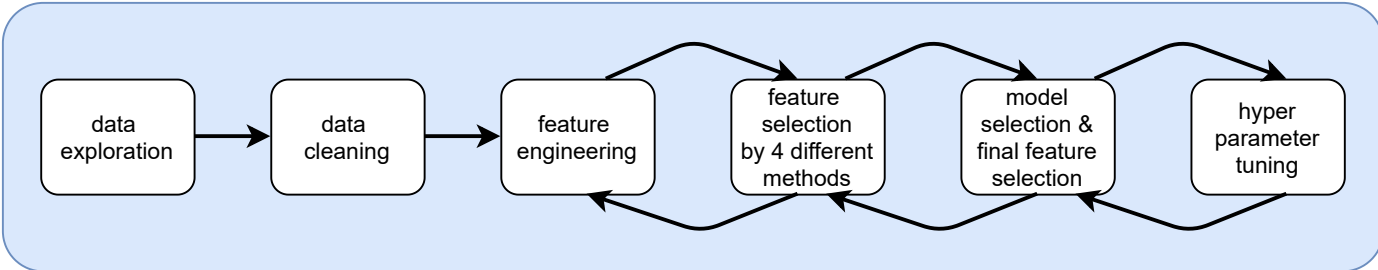 data
exploration
data
cleaning
feature
engineering
feature
selection
by 4 different
methods
model
selection &
final feature
selection
hyper
parameter
tuning